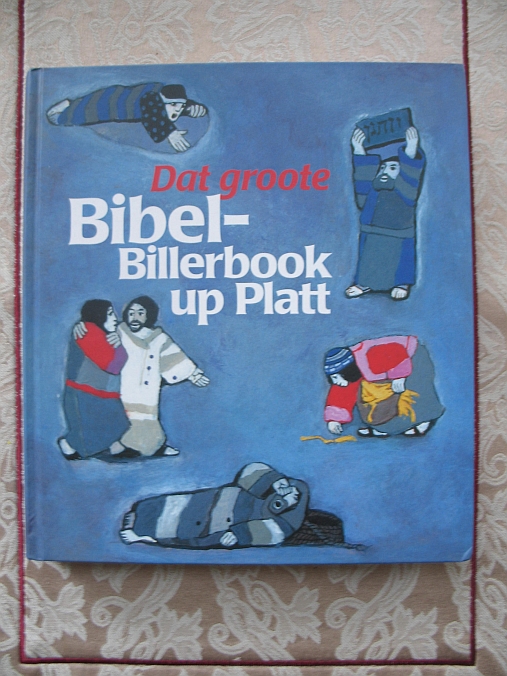 Dat groote
Bibel-
Billerbook
up Platt